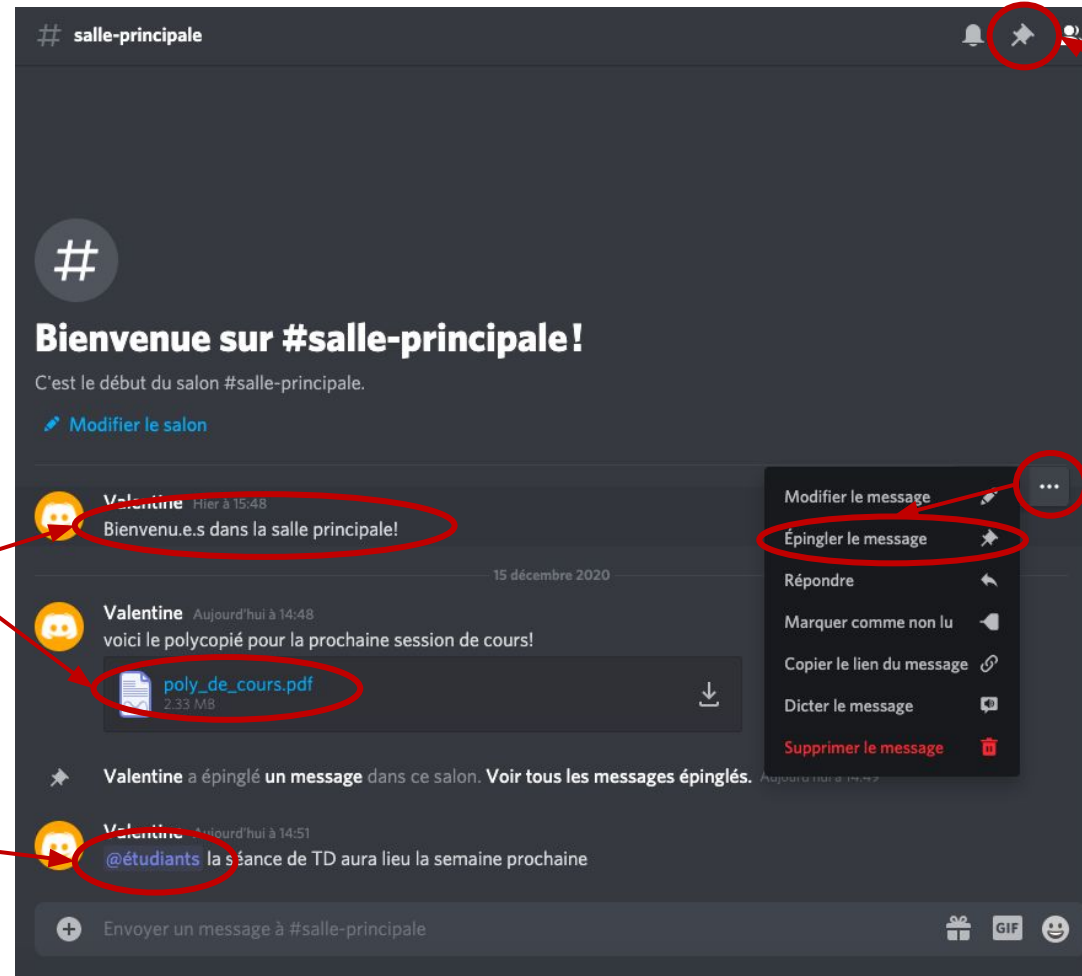 # salle-principale
#
Bienvenue sur #salle-principale!
C'est le début du salon #salle-principale.
Modifier le salon
Valentine Hier à 15:48
Bienvenu.e.s dans la salle principale!
Modifier le message
Épingler le message
Répondre
Marquer comme non lu
Copier le lien du message
Dicter le message
Supprimer le message
15 décembre 2020
Valentine Aujourd'hui à 14:48
voici le polycopié pour la prochaine session de cours!
poly_de_cours.pdf
2.33 MB
Valentine a épinglé un message dans ce salon. Voir tous les messages épinglés. Aujourd'hui à 14:49
Valentine Aujourd'hui à 14:51
@étudiants la séance de TD aura lieu la semaine prochaine
Envoyer un message à #salle-principale
GIF